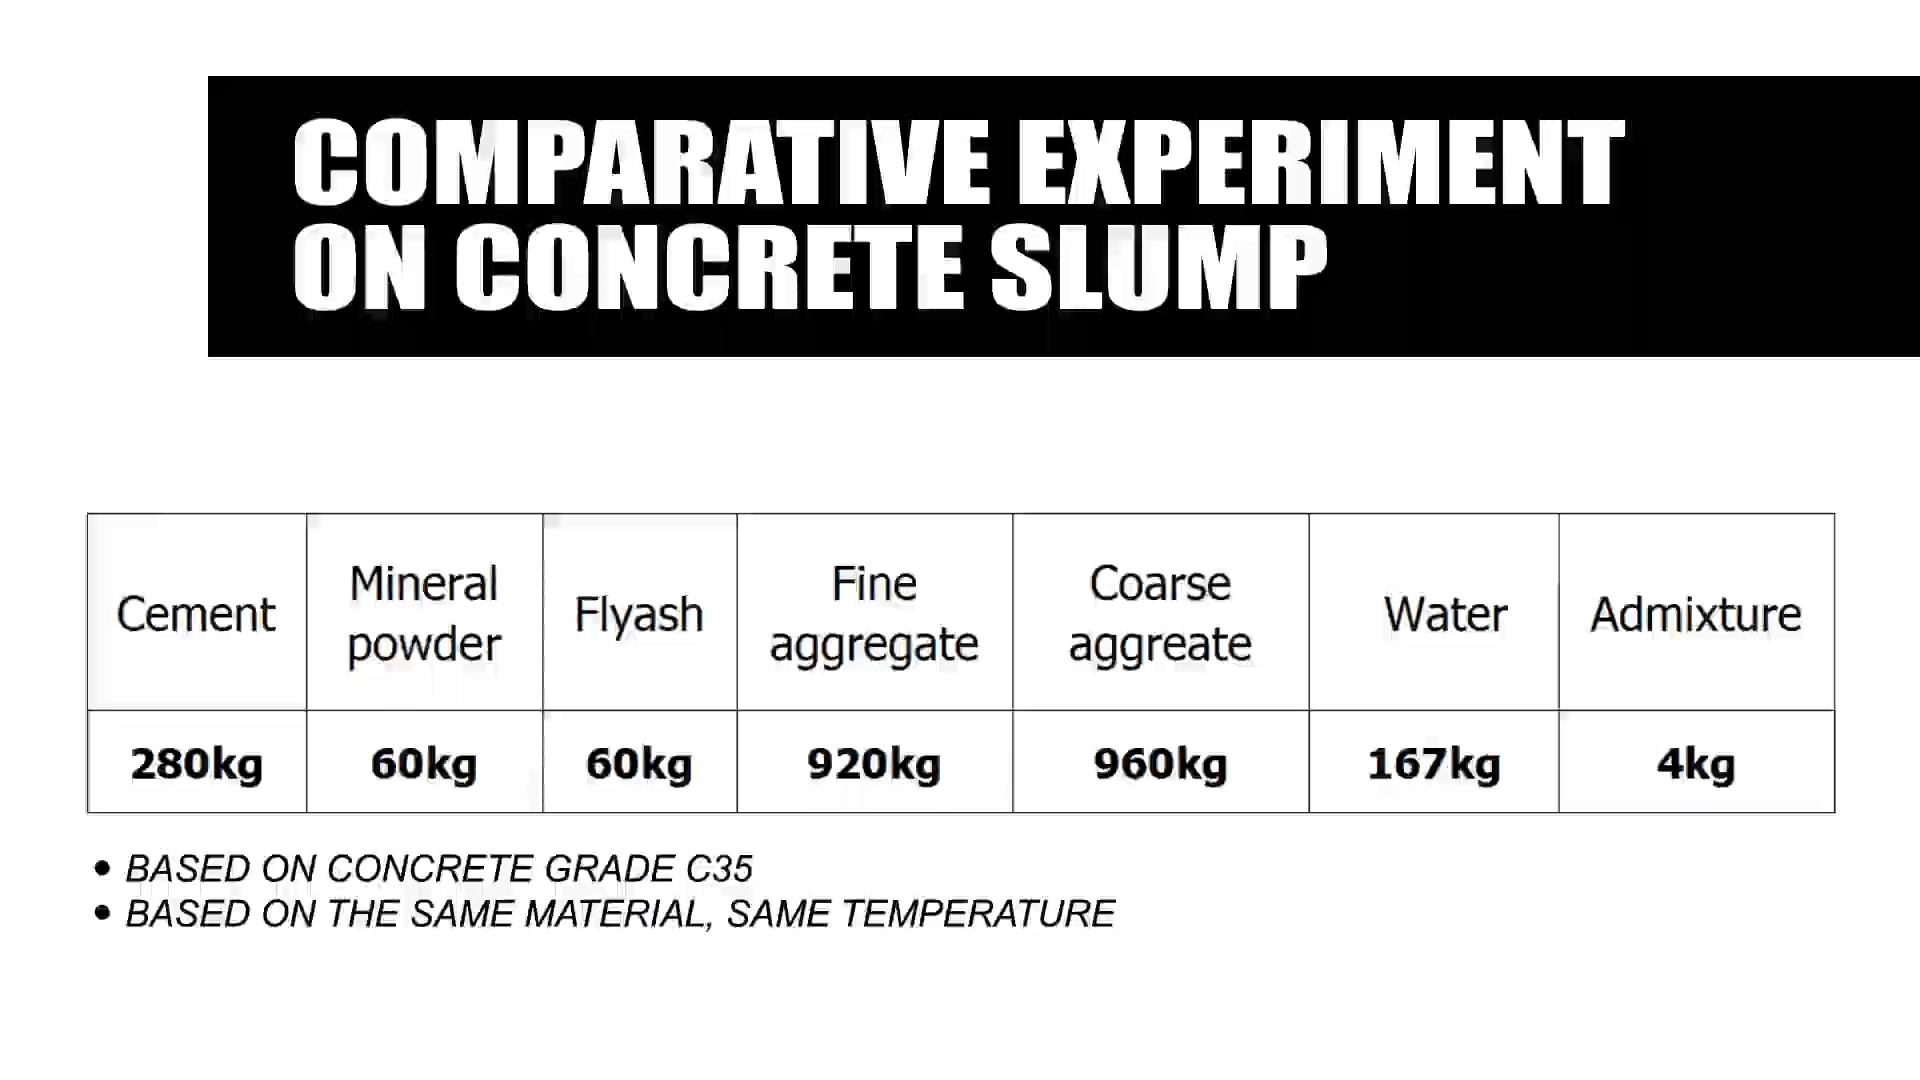 COMPARATIVE EXPERIMENT
ON CONCRETE SLUMP
Cement
Mineral
powder
Flyash
Fine
aggregate
Coarse
aggreate
Water
Admixture
280kg
60kg
60kg
920kg
960kg
167kg
4kg
• BASED ON CONCRETE GRADE C35
• BASED ON THE SAME MATERIAL, SAME TEMPERATURE